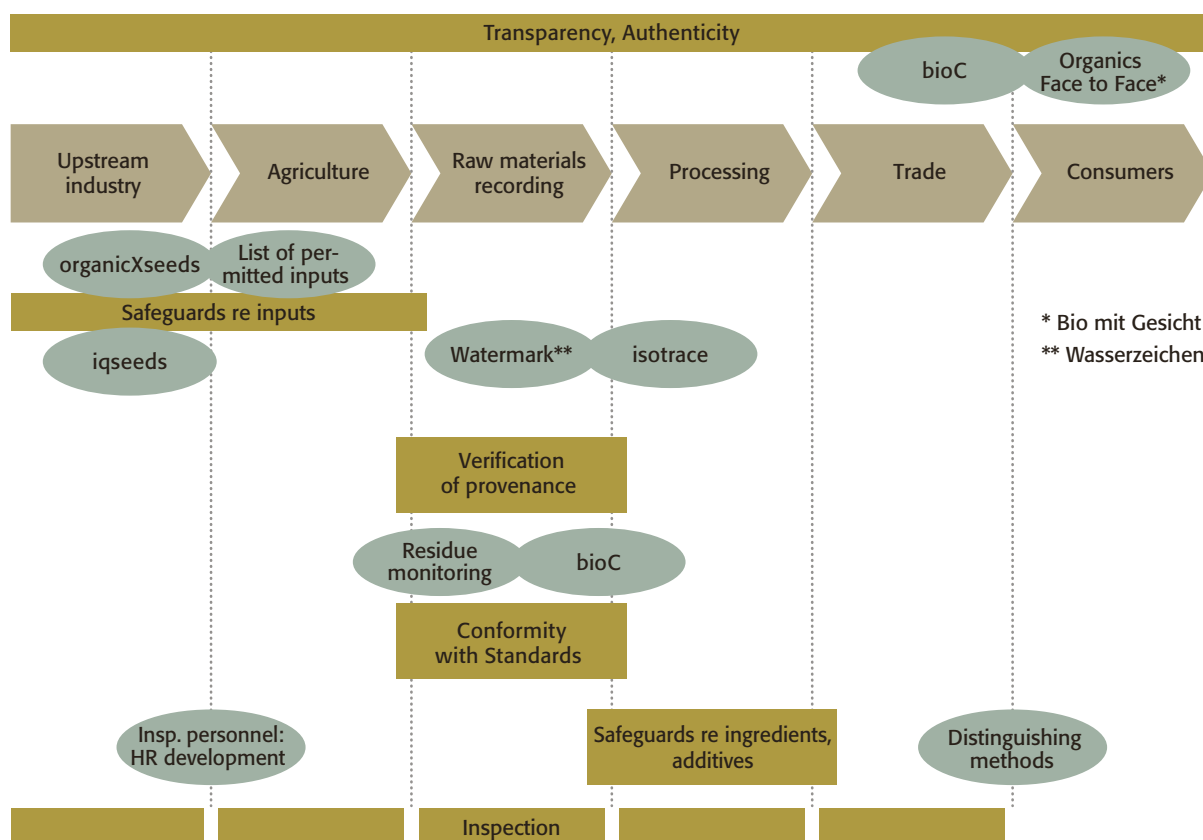 Transparency, Authenticity
bioC
Organics
Face to Face*
Upstream
industry
Agriculture
Raw materials
recording
Processing
Trade
Consumers
organicXseeds
List of per-
mitted inputs
Safeguards re inputs
iqseeds
Watermark**
isotrace
* Bio mit Gesicht
** Wasserzeichen
Verification
of provenance
Residue
monitoring
bioC
Conformity
with Standards
Insp. personnel:
HR development
Safeguards re ingredients,
additives
Distinguishing
methods
Inspection